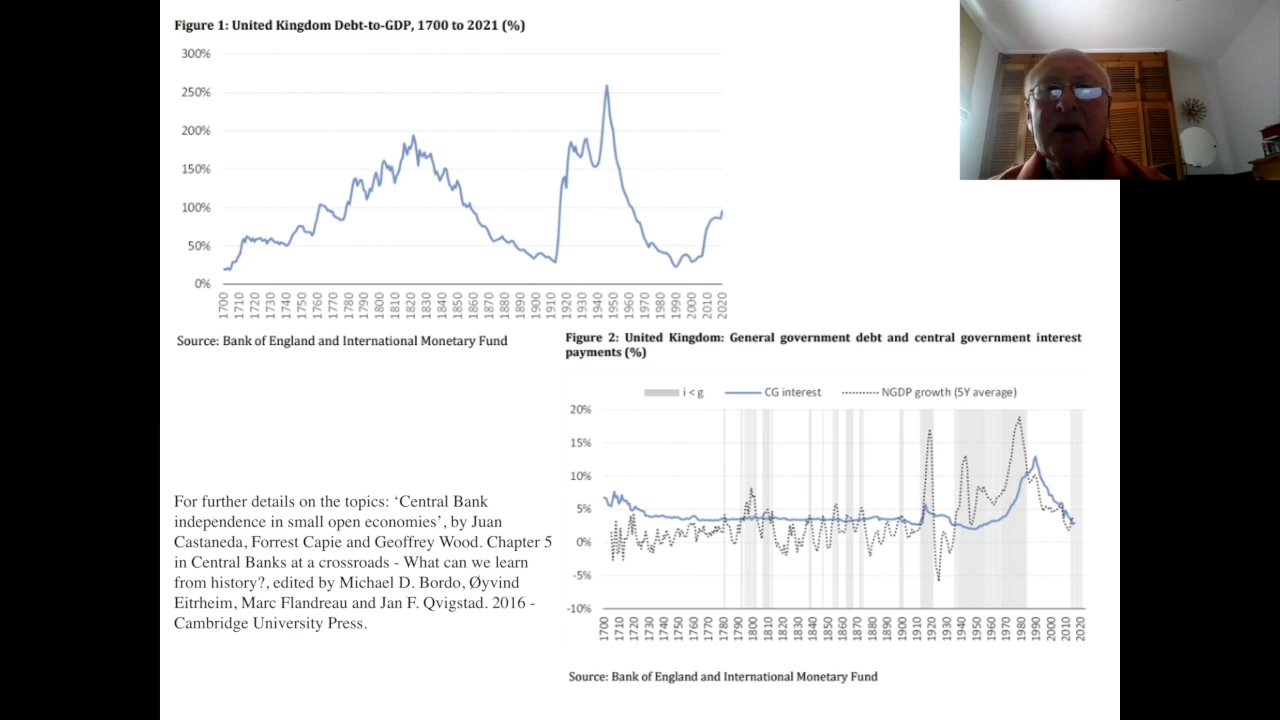 Figure 1: United Kingdom Debt-to-GDP, 1700 to 2021 (%)
300%
250%
200%
150%
100%
50%
0%
1700 1710 1720 1730 1740 1750 1760 1770 1780 1790 1800 1810 1820 1830 1840 1850 1860 1870 1880 1890 1900 1910 1920 1930 1940 1950 1960 1970 1980 1990 2000 2010 2020
Source: Bank of England and International Monetary Fund
Figure 2: United Kingdom: General government debt and central government interest
payments (%)
i < g CG interest NGDP growth (5Y average)
20%
15%
10%
5%
0%
-5%
-10%
1700 1710 1720 1730 1740 1750 1760 1770 1780 1790 1800 1810 1820 1830 1840 1850 1860 1870 1880 1890 1900 1910 1920 1930 1940 1950 1960 1970 1980 1990 2000 2010 2020
Source: Bank of England and International Monetary Fund
For further details on the topics: ‘Central Bank
independence in small open economies’, by Juan
Castaneda, Forrest Capie and Geoffrey Wood. Chapter 5
in Central Banks at a crossroads - What can we learn
from history?, edited by Michael D. Bordo, Øyvind
Eitrheim, Marc Flandreau and Jan F. Qvigstad. 2016 -
Cambridge University Press.